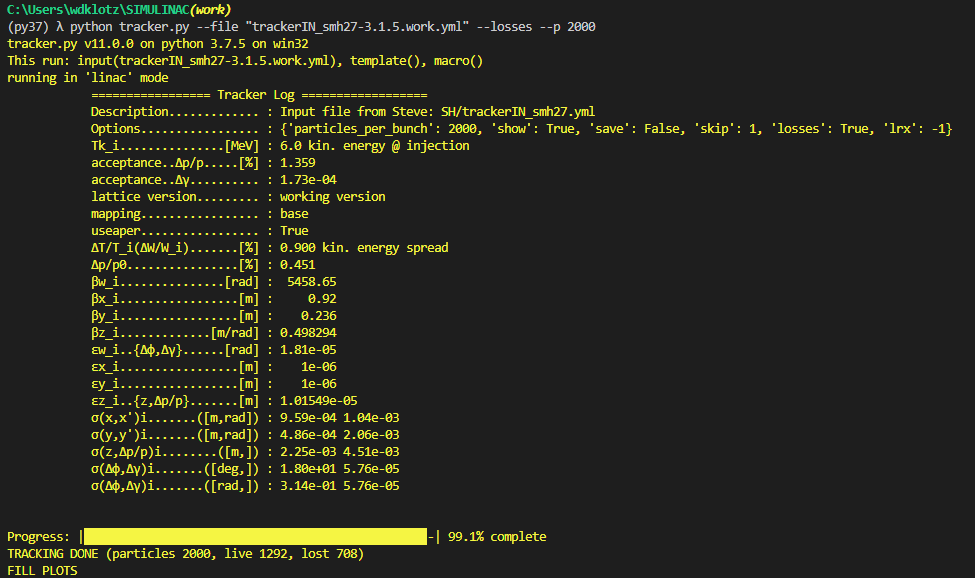 C:\Users\wdklotz\SIMULINAC(work)
(py37) λ python tracker.py --file "trackerIN_smh27-3.1.5.work.yml" --losses --p 2000
tracker.py v11.0.0 on python 3.7.5 on win32
This run: input(trackerIN_smh27-3.1.5.work.yml), template(), macro()
running in 'linac' mode
================= Tracker Log ==================
Description............. : Input file from Steve: SH/trackerIN_smh27.yml
Options................. : {'particles_per_bunch': 2000, 'show': True, 'save': False, 'skip': 1, 'losses': True, 'lrx': -1}
Tk_i...............[MeV] : 6.0 kin. energy @ injection
acceptance..Δp/p.....[%] : 1.359
acceptance..Δγ.......... : 1.73e-04
lattice version......... : working version
mapping................. : base
useaper................. : True
ΔT/T_i(ΔW/W_i).......[%] : 0.900 kin. energy spread
Δp/p0................[%] : 0.451
βw_i...............[rad] : 5458.65
βx_i.................[m] : 0.92
βy_i.................[m] : 0.236
βz_i.............[m/rad] : 0.498294
εw_i..{Δϕ,Δγ}......[rad] : 1.81e-05
εx_i.................[m] : 1e-06
εy_i.................[m] : 1e-06
εz_i..{z,Δp/p}.......[m] : 1.01549e-05
σ(x,x')i.......([m,rad]) : 9.59e-04 1.04e-03
σ(y,y')i.......([m,rad]) : 4.86e-04 2.06e-03
σ(z,Δp/p)i........([m,]) : 2.25e-03 4.51e-03
σ(Δϕ,Δγ)i.......([deg,]) : 1.80e+01 5.76e-05
σ(Δϕ,Δγ)i.......([rad,]) : 3.14e-01 5.76e-05
Progress: |█████████████████████████████████████████████████-| 99.1% complete
TRACKING DONE (particles 2000, live 1292, lost 708)
FILL PLOTS